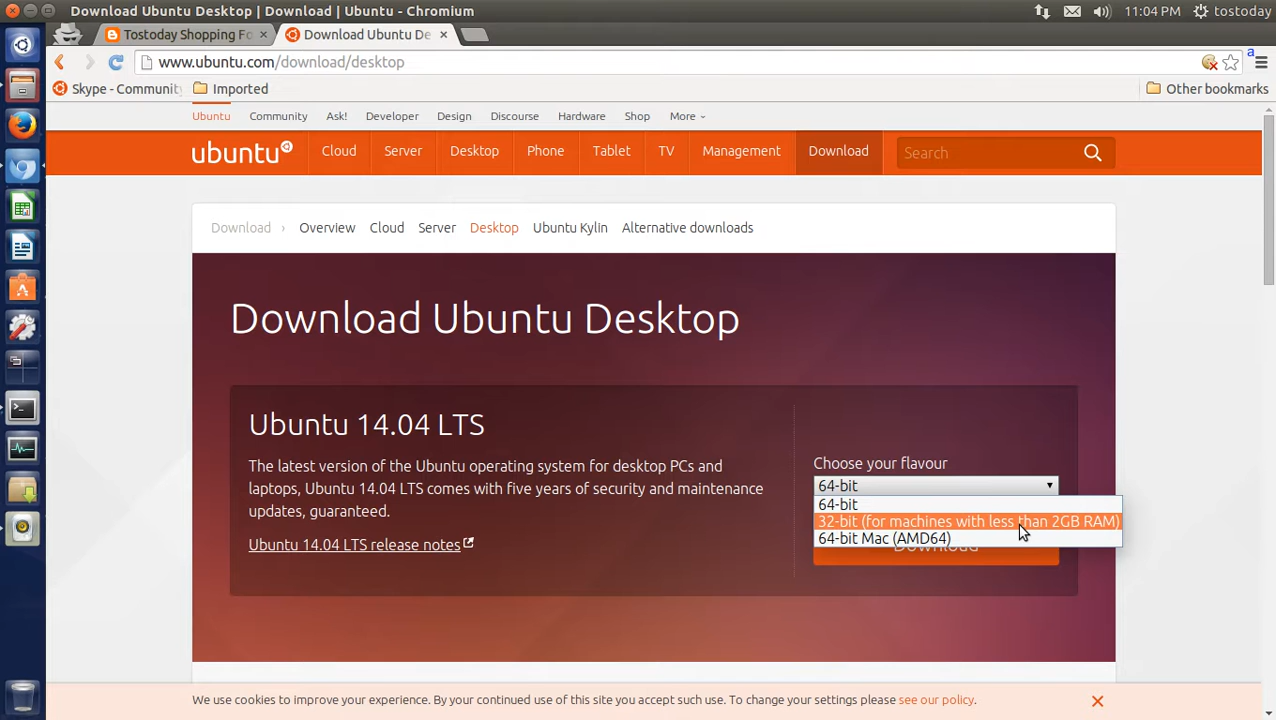 Download Ubuntu Desktop | Download | Ubuntu - Chromium
11:04 PM
tostoday
Tostoday Shopping Fo
Download Ubuntu De
www.ubuntu.com/download/desktop
a
Skype - Communit
Imported
Other bookmarks
Ubuntu Community Ask! Developer Design Discourse Hardware Shop More
ubuntu Cloud Server Desktop Phone Tablet TV Management Download Search
Download › Overview Cloud Server Desktop Ubuntu Kylin Alternative downloads
Download Ubuntu Desktop
Ubuntu 14.04 LTS
The latest version of the Ubuntu operating system for desktop PCs and
laptops, Ubuntu 14.04 LTS comes with five years of security and maintenance
updates, guaranteed.
Ubuntu 14.04 LTS release notes
Choose your flavour
64-bit
64-bit
32-bit (for machines with less than 2GB RAM)
64-bit Mac (AMD64)
Download
We use cookies to improve your experience. By your continued use of this site you accept such use. To change your settings please see our policy.